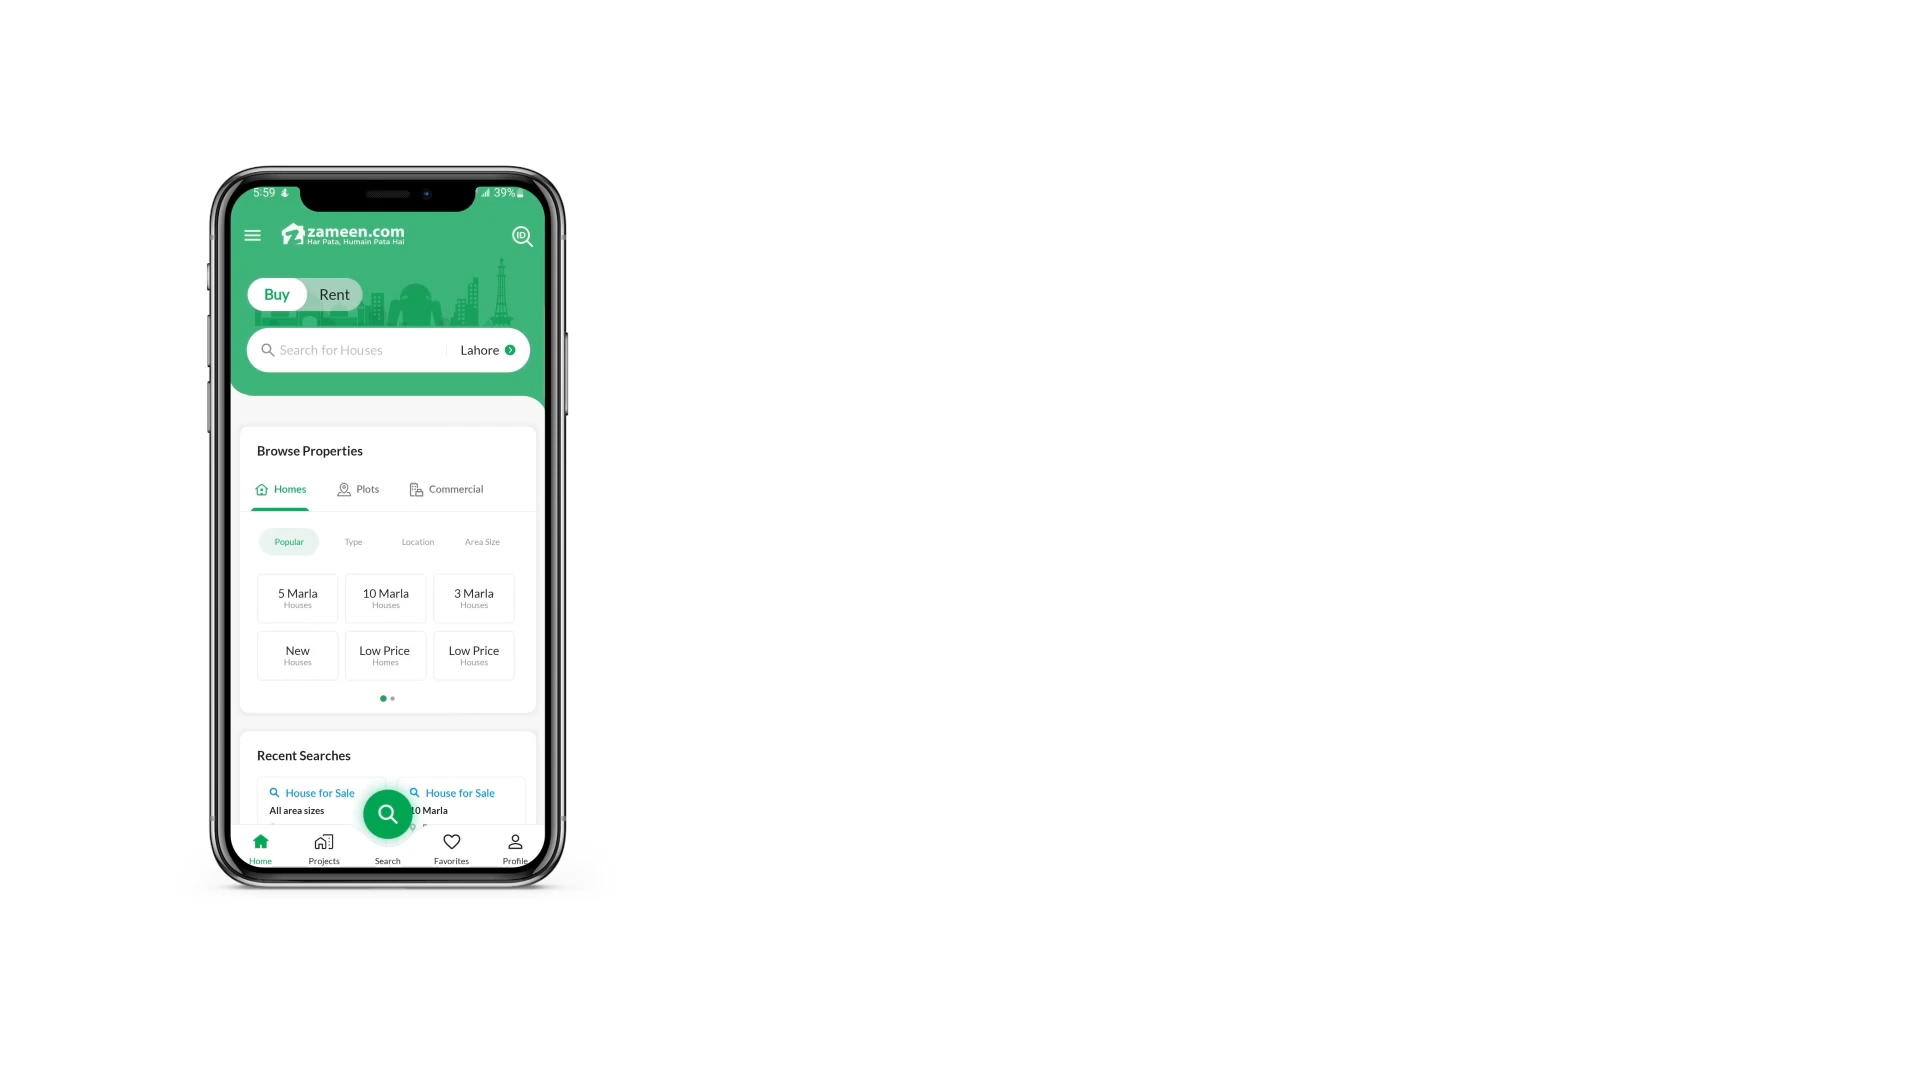 5:59
39%
zameen.com
Har Pata, Humain Pata Hai
ID
Buy
Rent
Search for Houses
Lahore
Browse Properties
Homes
Plots
Commercial
Popular
Type
Location
Area Size
5 Marla
Houses
10 Marla
Houses
3 Marla
Houses
New
Houses
Low Price
Homes
Low Price
Houses
Recent Searches
House for Sale
All area sizes
House for Sale
10 Marla
Home
Projects
Search
Favorites
Profile